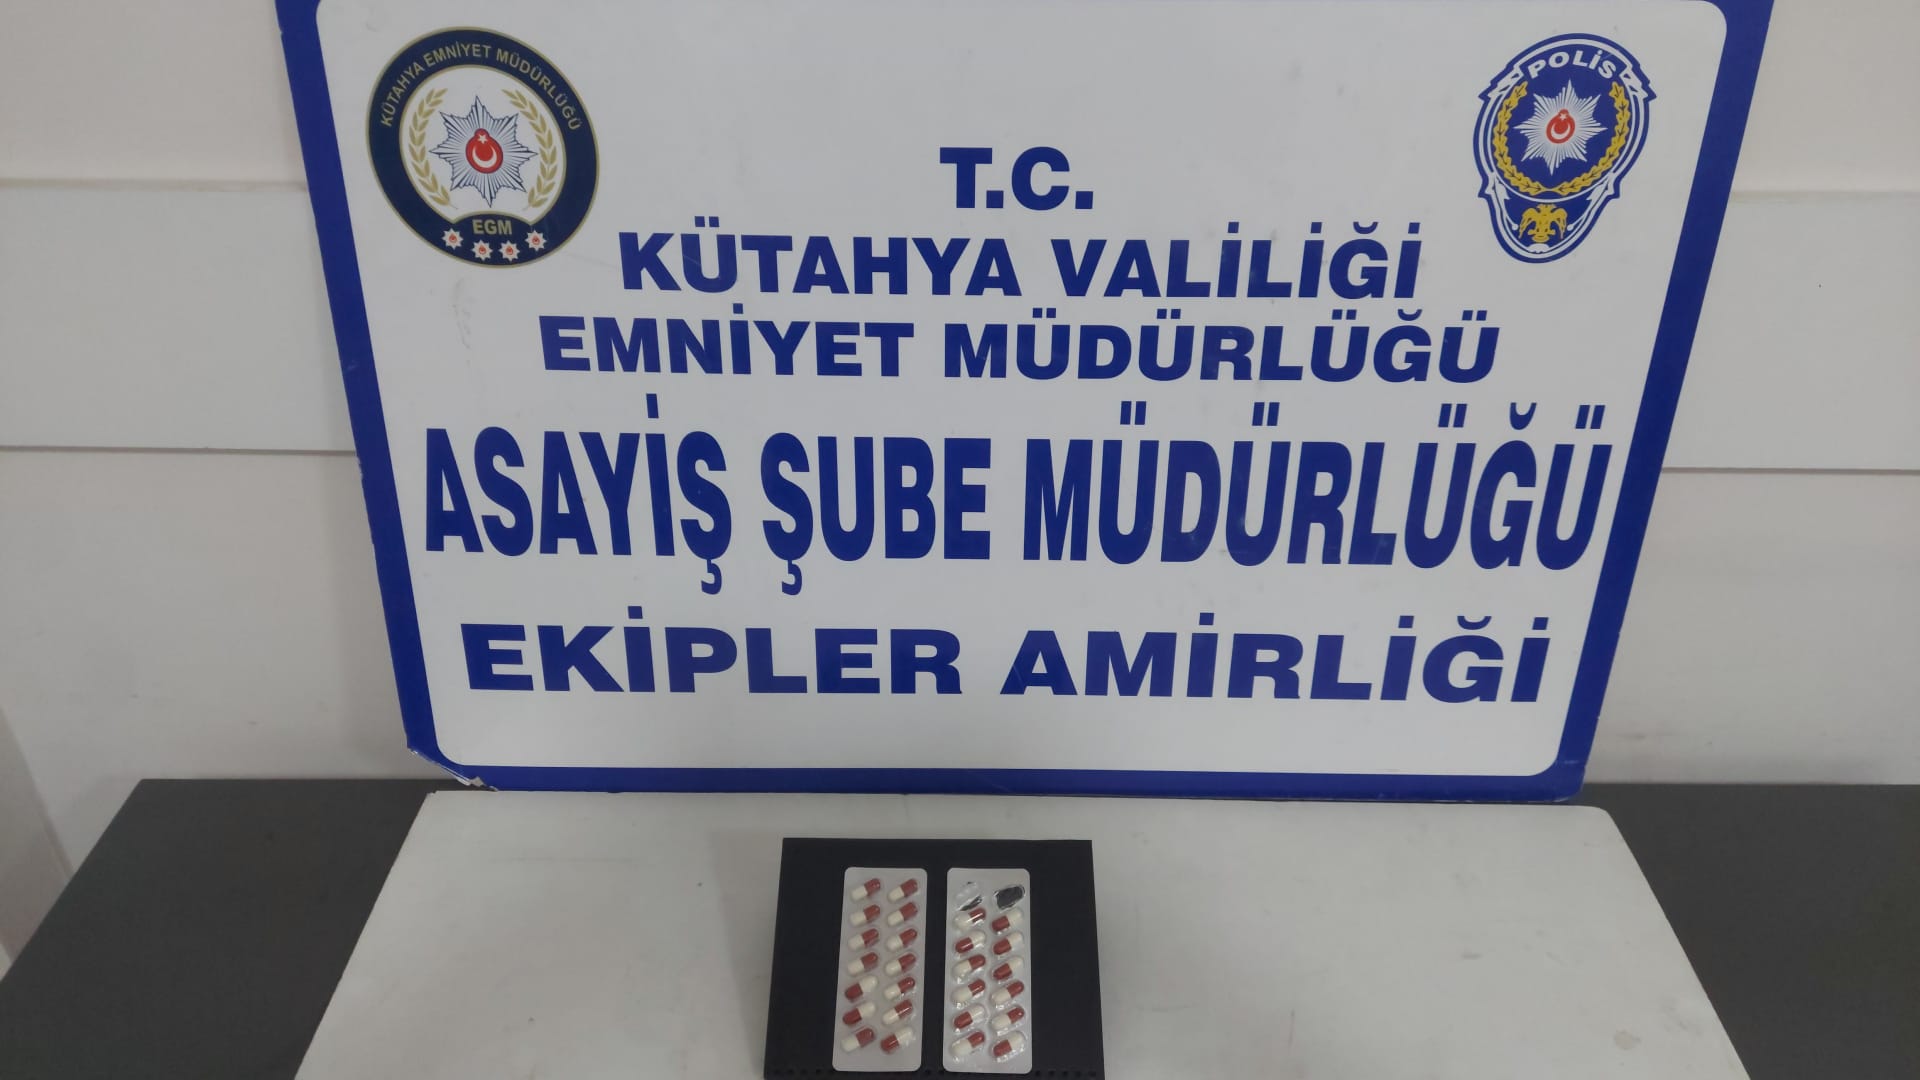 KÜTAHYA EMNİYET MÜDÜRLÜĞÜ
EGM
POLİS
T.C.
KÜTAHYA VALİLİĞİ
EMNİYET MÜDÜRLÜĞÜ
ASAYİŞ ŞUBE MÜDÜRLÜĞÜ
EKİPLER AMİRLİĞİ